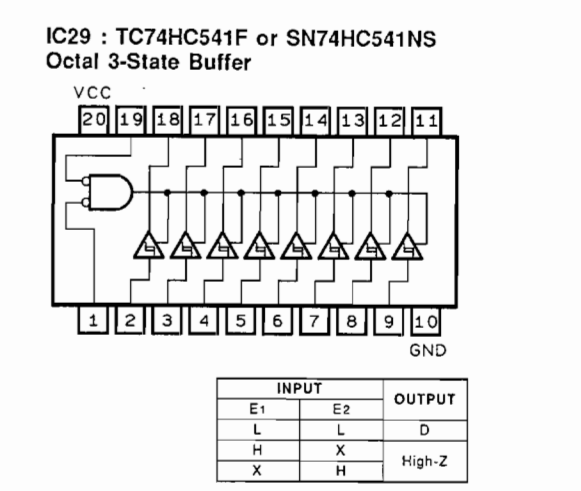 IC29 : TC74HC541F or SN74HC541NS
Octal 3-State Buffer
VCC
20 19 18 17 16 15 14 13 12 11
1 2 3 4 5 6 7 8 9 10
GND
INPUT OUTPUT
E1 E2
L L D
H X High-Z
X H